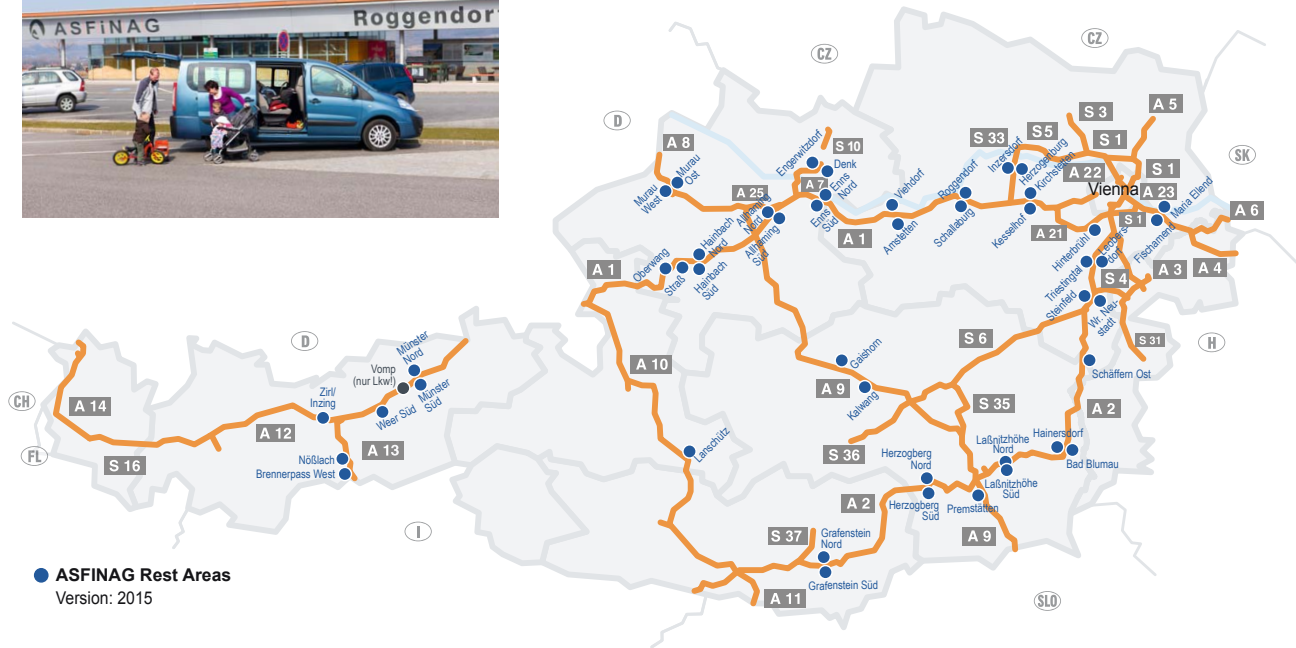 ASFiNAG
Roggendor
CZ
CZ
D
SK
CH
FL
D
I
H
SLO
A 8
S 10
A 25
A 7
A 1
A 1
S 33
S 5
S 3
S 1
A 5
A 22
S 1
Vienna
A 23
S 1
A 6
A 21
A 4
A 3
S 4
S 31
S 6
A 10
A 9
S 35
S 36
A 2
A 2
A 9
S 37
A 11
A 14
S 16
A 12
A 13
Murau
West
Murau
Ost
Engerwitzdorf
Denk
Enns
Nord
Enns
Süd
Allhaming
Nord
Allhaming
Süd
Hainbach
Nord
Hainbach
Süd
Oberwang
Straß
Viehdorf
Amstetten
Roggendorf
Schallaburg
Inzersdorf
Herzogenburg
Kirchstetten
Kesselhof
Maria Ellend
Fischamend
Hinterbrühl
Leobers-
dorf
Triestingtal
Steinfeld
Wr. Neu-
stadt
Schäffern Ost
Gaishorn
Kalwang
Lanschütz
Hainersdorf
Bad Blumau
Laßnitzhöhe
Nord
Laßnitzhöhe
Süd
Herzogberg
Nord
Herzogberg
Süd
Premstätten
Grafenstein
Nord
Grafenstein Süd
Münster
Nord
Münster
Süd
Vomp
(nur Lkw!)
Weer Süd
Zirl/
Inzing
Nößlach
Brennerpass West
ASFINAG Rest Areas
Version: 2015